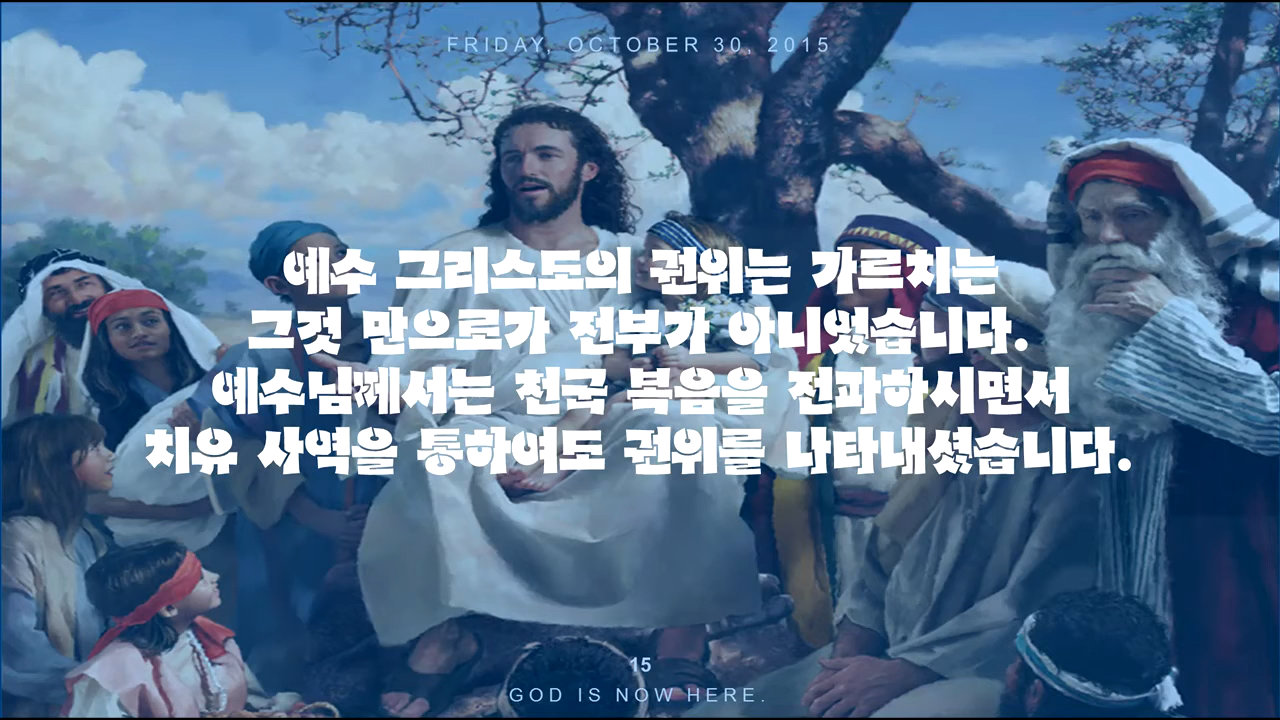 FRIDAY, OCTOBER 30, 2015
예수 그리스도의 권위는 가르치는
그것 만으로가 전부가 아니었습니다.
예수님께서는 천국 복음을 전파하시면서
치유 사역을 통하여도 권위를 나타내셨습니다.
15
GOD IS NOW HERE.